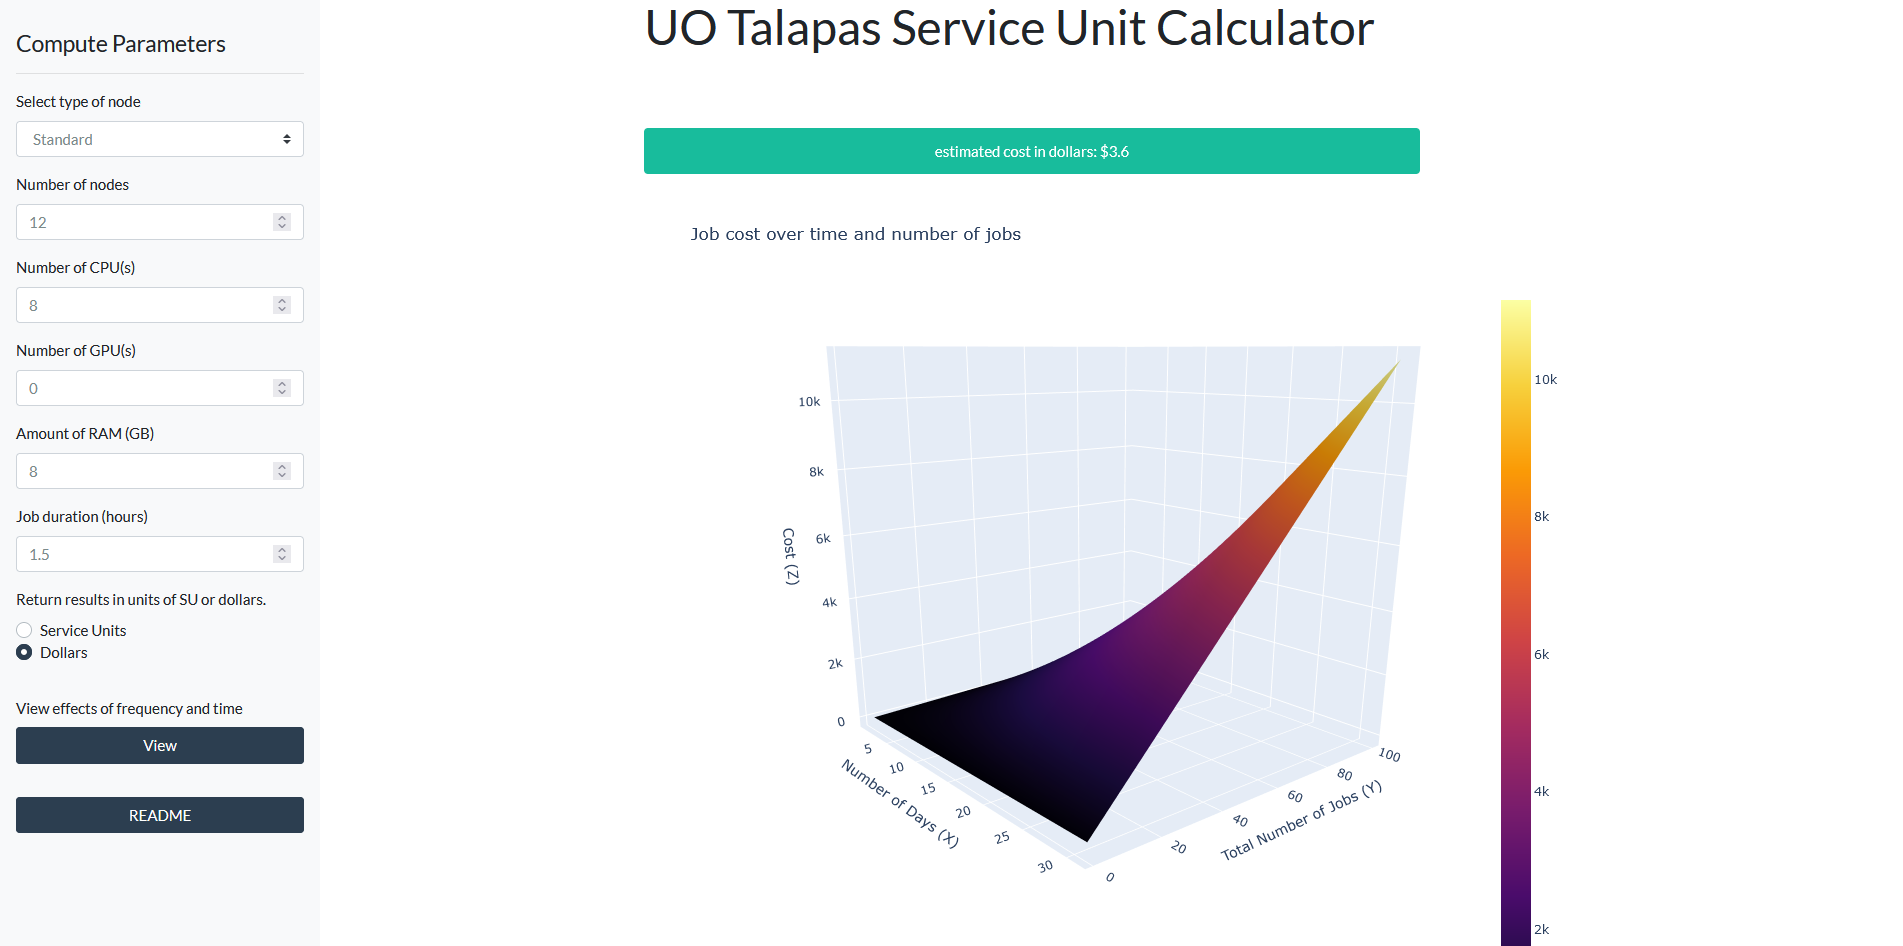 Compute Parameters
Select type of node
Standard
Number of nodes
12
Number of CPU(s)
8
Number of GPU(s)
0
Amount of RAM (GB)
8
Job duration (hours)
1.5
Return results in units of SU or dollars.
Service Units
Dollars
View effects of frequency and time
View
README
UO Talapas Service Unit Calculator
estimated cost in dollars: $3.6
Job cost over time and number of jobs
10k
8k
6k
4k
2k
0
Cost (Z)
5
10
15
20
25
30
Number of Days (X)
0
20
40
60
80
100
Total Number of Jobs (Y)
10k
8k
6k
4k
2k